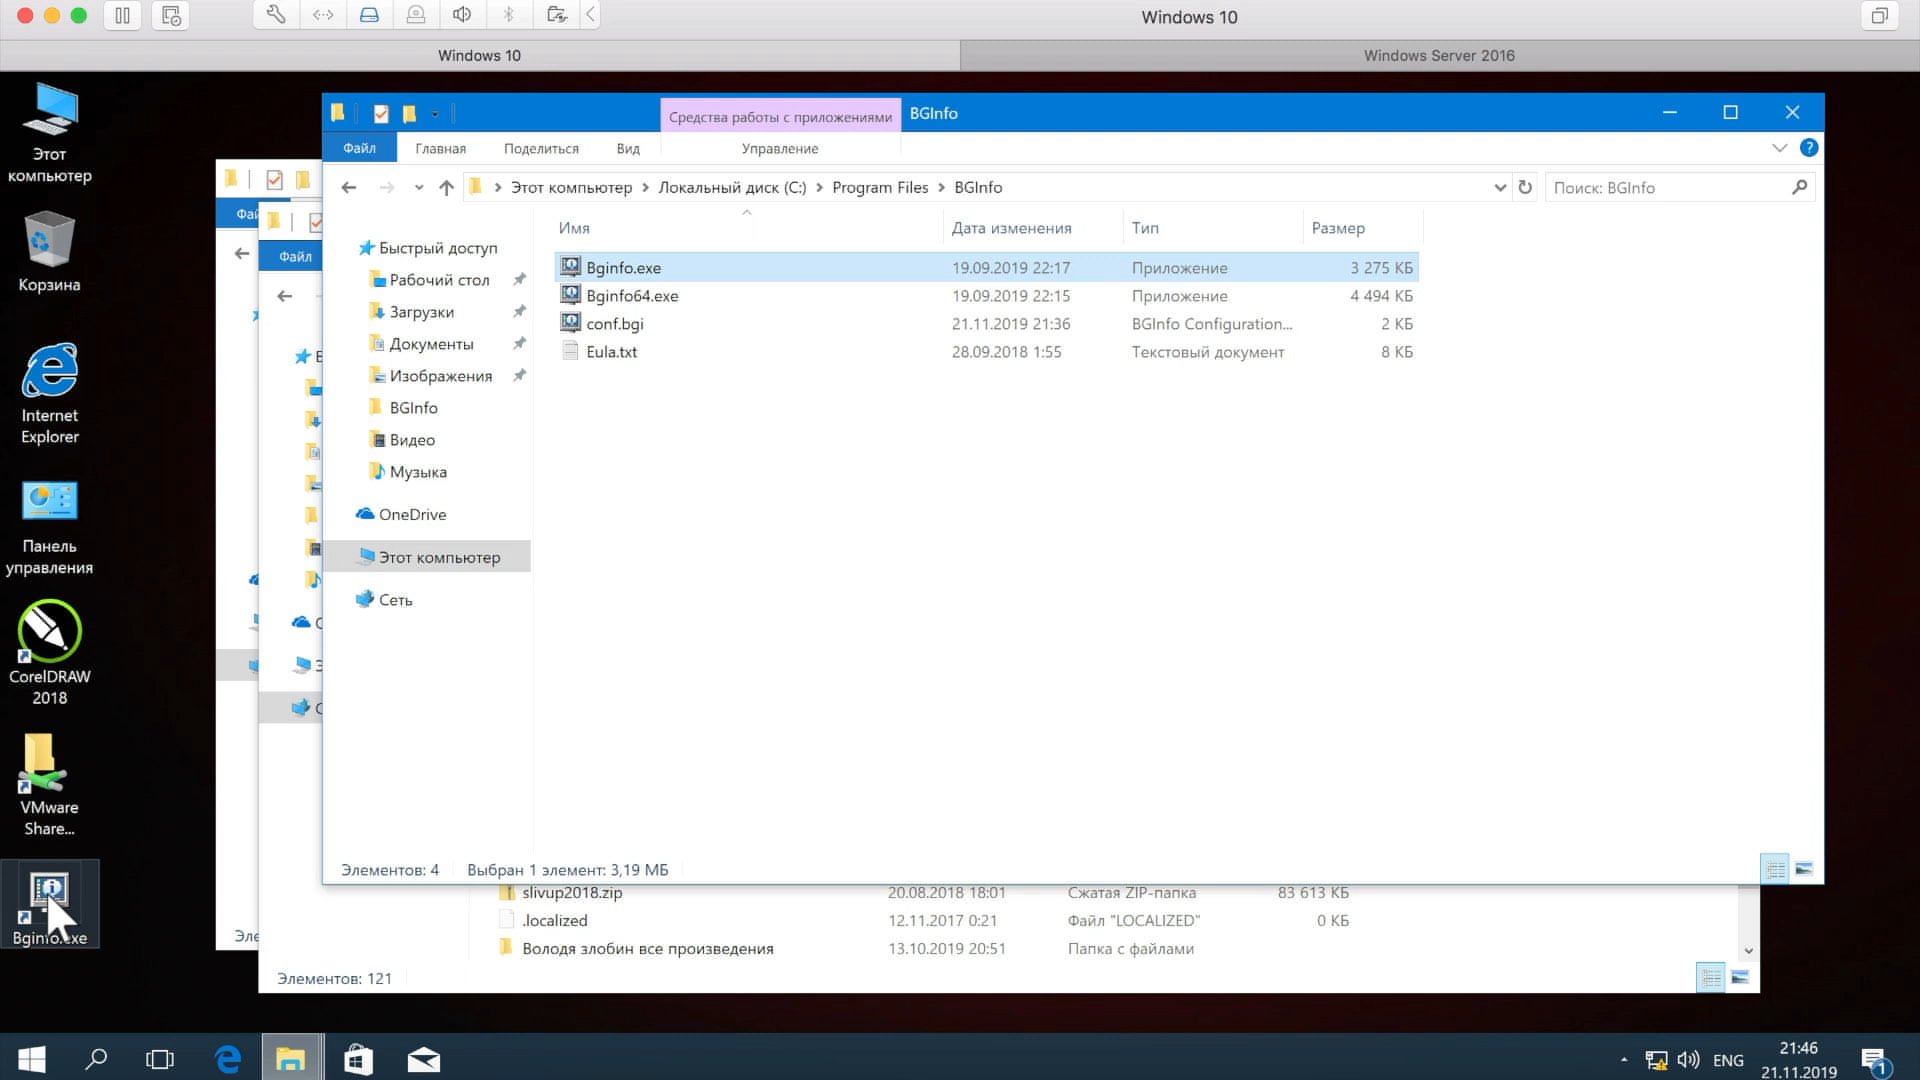 Windows 10
Windows 10
Windows Server 2016
Этот
компьютер
Корзина
Internet
Explorer
Панель
управления
CorelDRAW
2018
VMware
Share...
Средства работы с приложениями
BGInfo
Файл
Главная
Поделиться
Вид
Управление
Этот компьютер
Локальный диск (C:)
Program Files
BGInfo
Поиск: BGInfo
Имя
Дата изменения
Тип
Размер
Bginfo.exe 19.09.2019 22:17 Приложение 3 275 КБ
Bginfo64.exe 19.09.2019 22:15 Приложение 4 494 КБ
conf.bgi 21.11.2019 21:36 BGInfo Configuration... 2 КБ
Eula.txt 28.09.2018 1:55 Текстовый документ 8 КБ
Быстрый доступ
Рабочий стол
Загрузки
Документы
Изображения
BGInfo
Видео
Музыка
OneDrive
Этот компьютер
Сеть
Элементов: 4
Выбран 1 элемент: 3,19 МБ
Файл
slivup2018.zip 20.08.2018 18:01 Сжатая ZIP-папка 83 613 КБ
.localized 12.11.2017 0:21 Файл "LOCALIZED" 0 КБ
Володя злобин все произведения 13.10.2019 20:51 Папка с файлами
Элементов: 121
ENG
21:46
21.11.2019
1